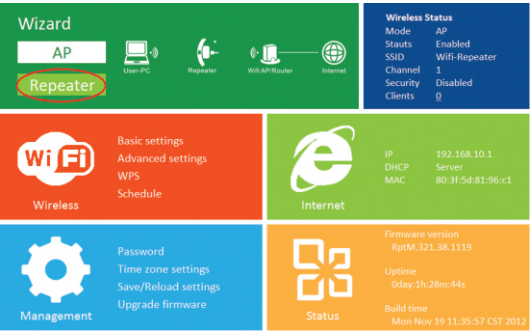 Wizard
AP
Repeater
User-PC
Repeater
Wifi AP/Router
Internet
Wireless Status
Mode AP
Stauts Enabled
SSID Wifi-Repeater
Channel 1
Security Disabled
Clients 0
Wi Fi
Wireless
Basic settings
Advanced settings
WPS
Schedule
Internet
IP 192.168.10.1
DHCP Server
MAC 80:3f:5d:81:96:c1
Management
Password
Time zone settings
Save/Reload settings
Upgrade firmware
Status
Firmware version
RptM.321.38.1119
Uptime
0day:1h:28m:44s
Build time
Mon Nov 19 11:35:57 CST 2012